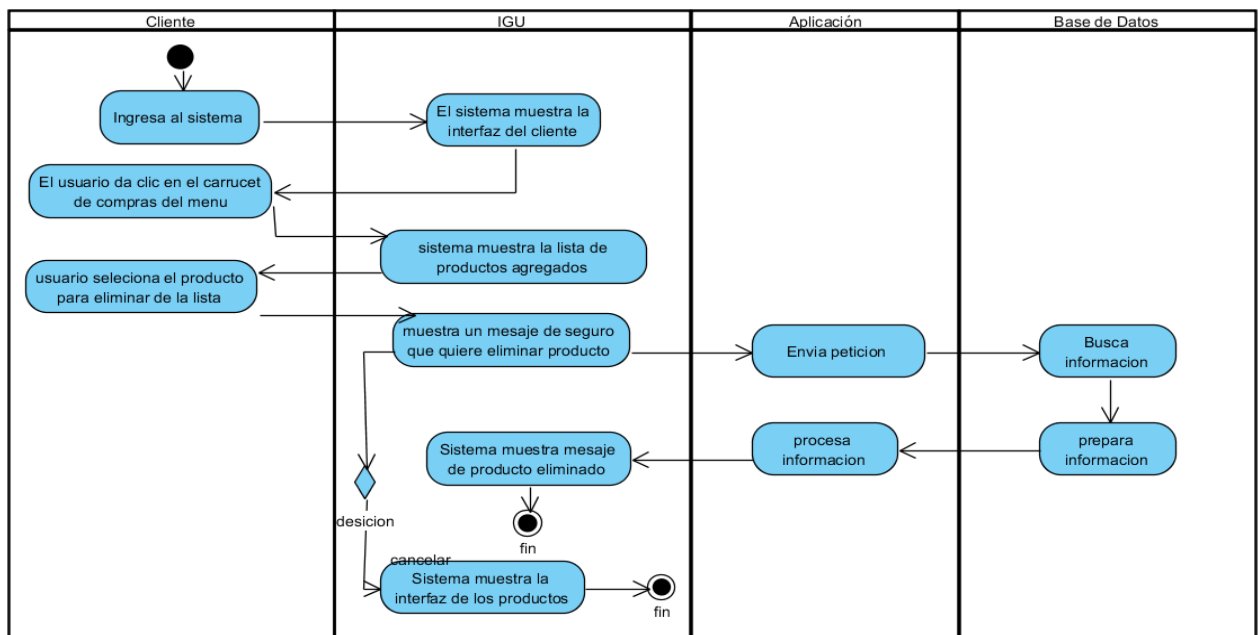 Cliente
IGU
Aplicación
Base de Datos
Ingresa al sistema
El sistema muestra la
interfaz del cliente
El usuario da clic en el carrucet
de compras del menu
sistema muestra la lista de
productos agregados
usuario seleciona el producto
para eliminar de la lista
muestra un mesaje de seguro
que quiere eliminar producto
Envia peticion
Busca
informacion
Sistema muestra mesaje
de producto eliminado
procesa
informacion
prepara
informacion
desicion
fin
cancelar
Sistema muestra la
interfaz de los productos
fin